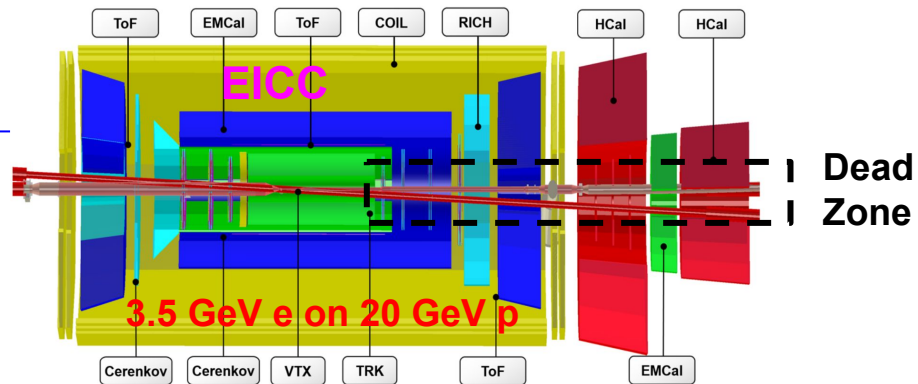 ToF EMCal ToF COIL RICH HCal HCal
EICC
Dead
Zone
3.5 GeV e on 20 GeV p
Cerenkov Cerenkov VTX TRK ToF EMCal